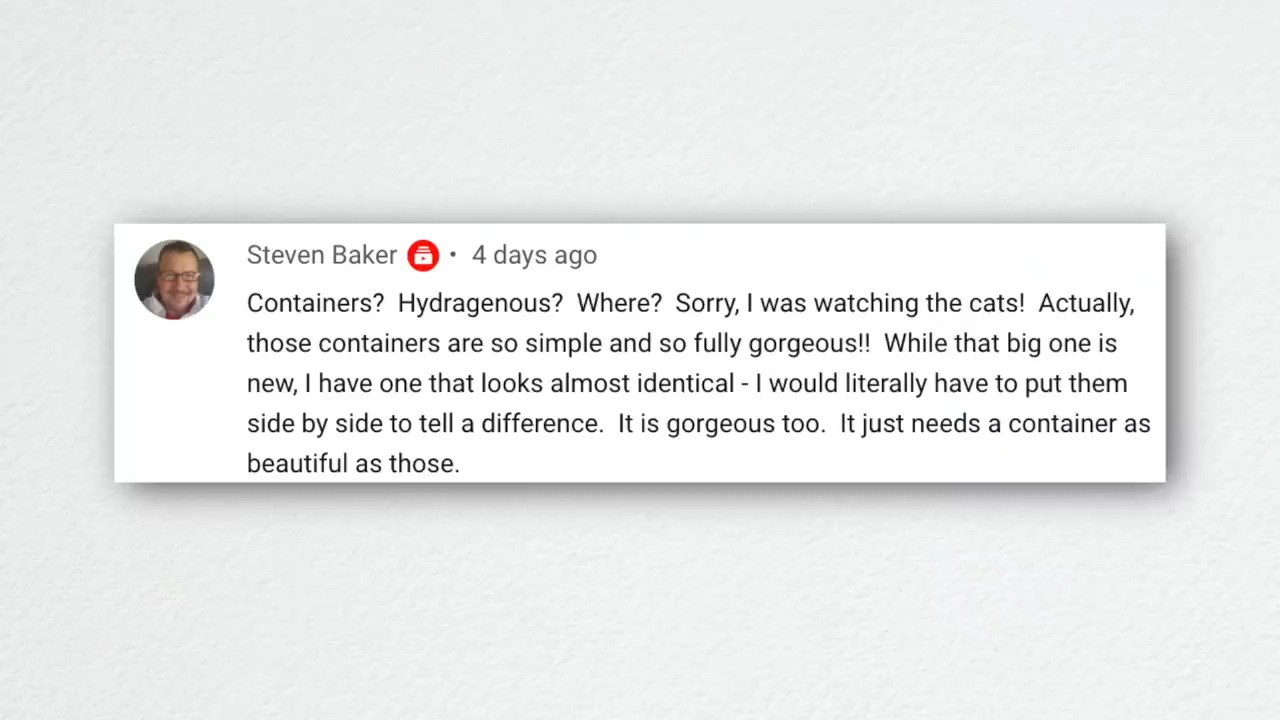 Steven Baker • 4 days ago
Containers?  Hydragenous?  Where?  Sorry, I was watching the cats!  Actually,
those containers are so simple and so fully gorgeous!!  While that big one is
new, I have one that looks almost identical - I would literally have to put them
side by side to tell a difference.  It is gorgeous too.  It just needs a container as
beautiful as those.